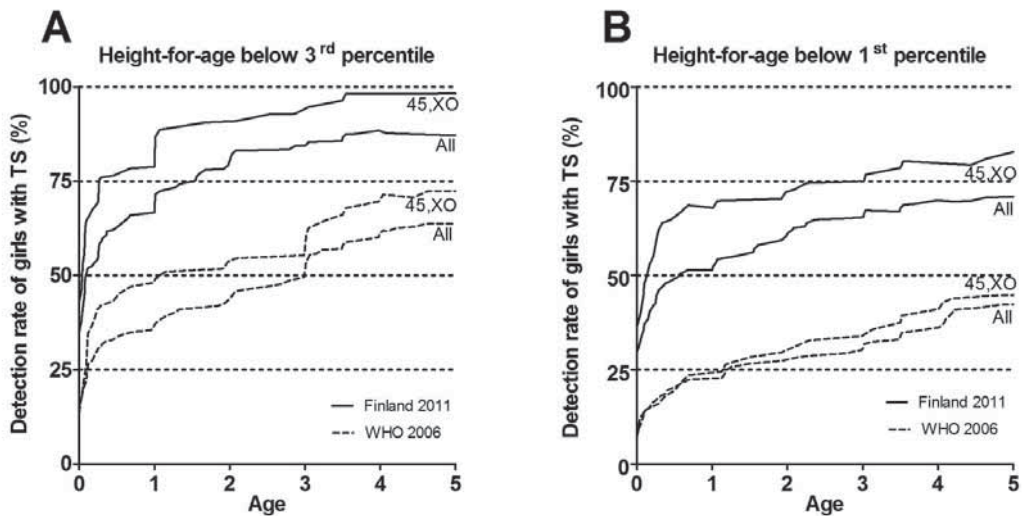 A
Height-for-age below 3rd percentile
Detection rate of girls with TS (%)
100
75
50
25
0
45,XO
All
45,XO
All
Finland 2011
WHO 2006
0 1 2 3 4 5
Age
B
Height-for-age below 1st percentile
Detection rate of girls with TS (%)
100
75
50
25
0
45,XO
All
45,XO
All
Finland 2011
WHO 2006
0 1 2 3 4 5
Age